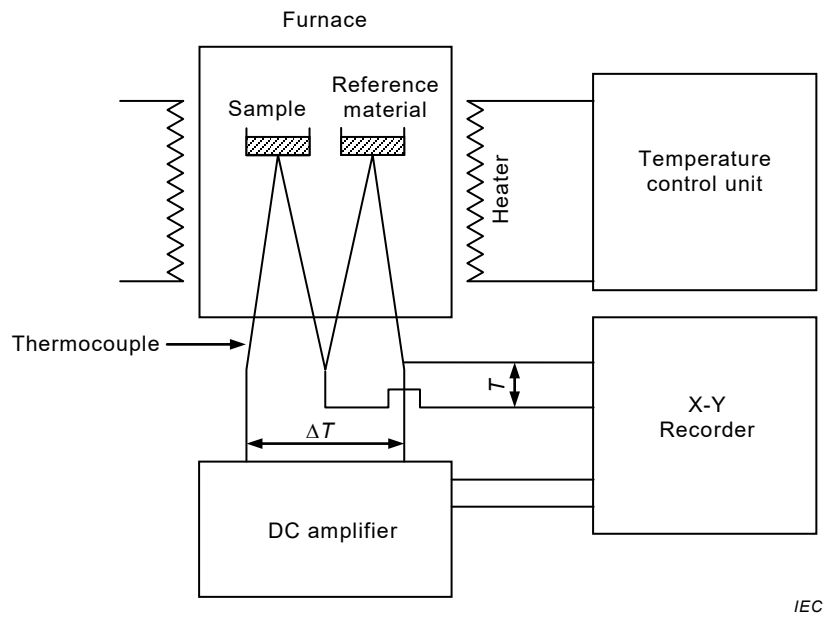 Furnace
Sample
Reference
material
Heater
Temperature
control unit
Thermocouple
T
X-Y
Recorder
ΔT
DC amplifier
IEC